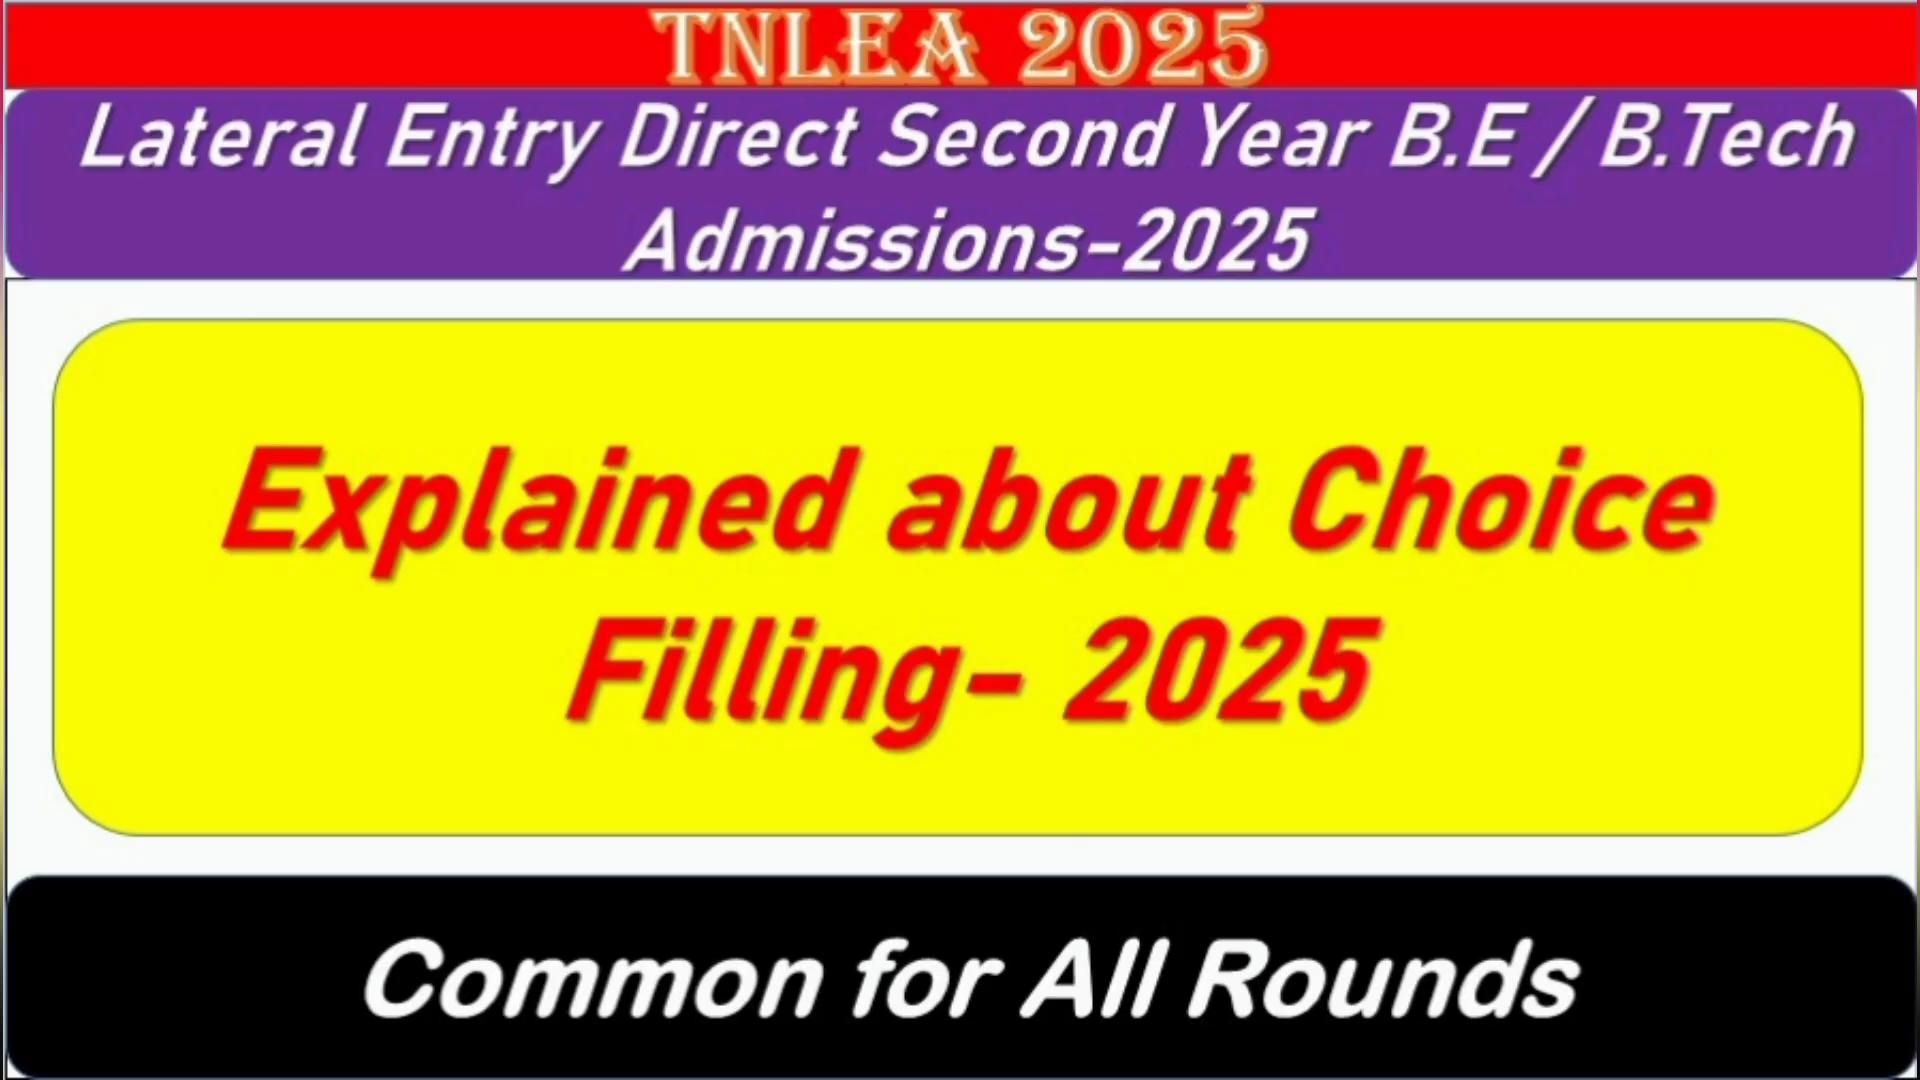 TNLEA 2025
Lateral Entry Direct Second Year B.E / B.Tech
Admissions-2025
Explained about Choice
Filling- 2025
Common for All Rounds